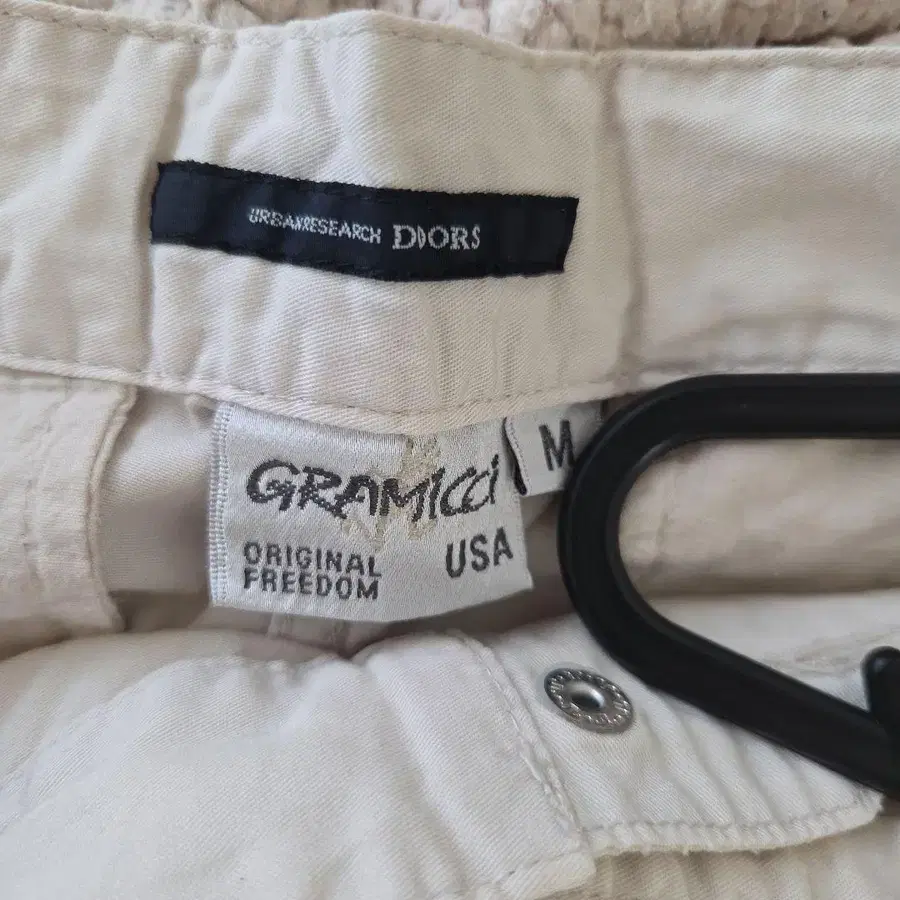 URBAN RESEARCH DOORS
GRAMICCI
M
ORIGINAL
FREEDOM
USA